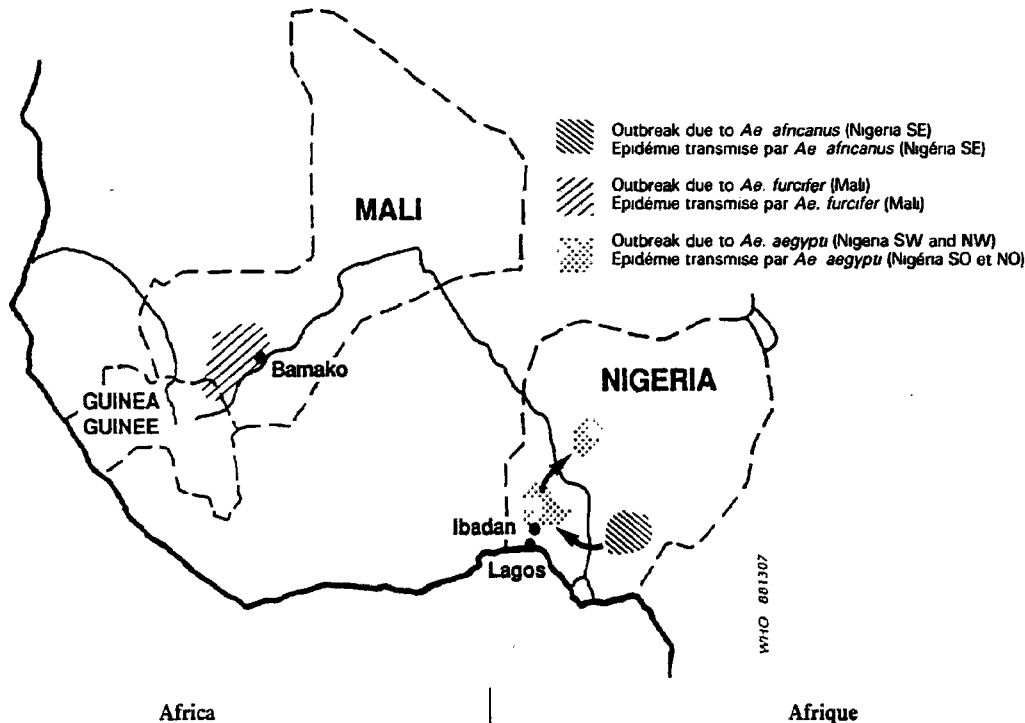 Outbreak due to Ae africanus (Nigeria SE)
Epidémie transmise par Ae africanus (Nigéria SE)
Outbreak due to Ae. furcifer (Mali)
Epidémie transmise par Ae. furcifer (Mali)
Outbreak due to Ae. aegypti (Nigeria SW and NW)
Epidémie transmise par Ae aegypti (Nigéria SO et NO)
MALI
Bamako
GUINEA
GUINEE
NIGERIA
Ibadan
Lagos
WHO 881307
Africa
Afrique